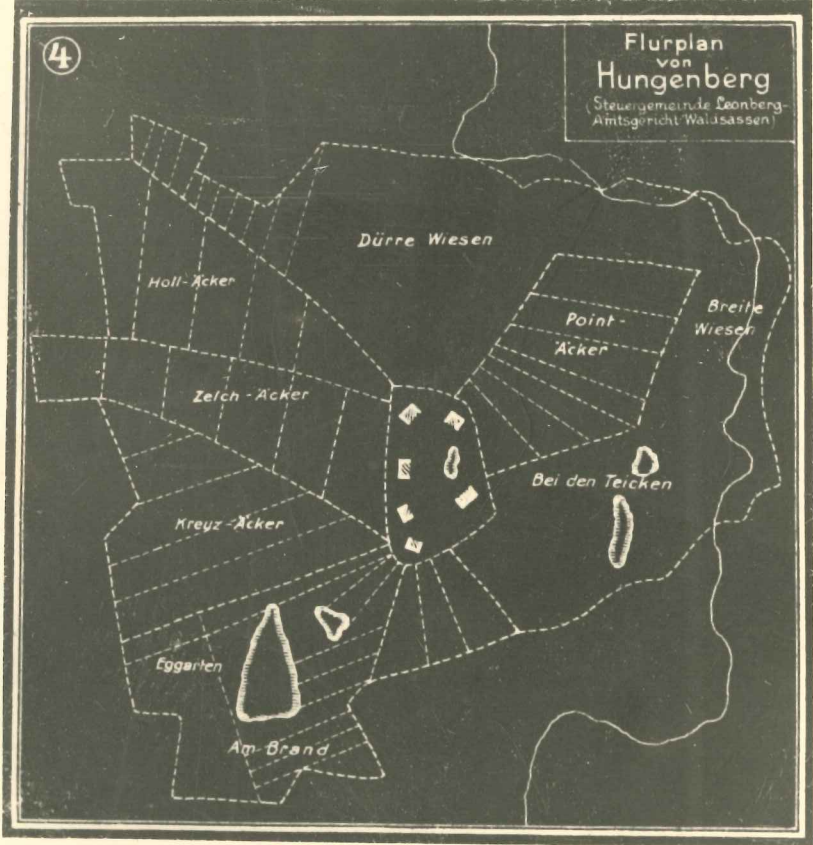 4
Flurplan
von
Hungenberg
(Steuergemeinde Leonberg-
Amtsgericht Waldsassen)
Dürre Wiesen
Holl-Äcker
Point-
Äcker
Breite
Wiesen
Zelch-Äcker
Bei den Teicken
Kreyz-Äcker
Eggarten
Am Brand